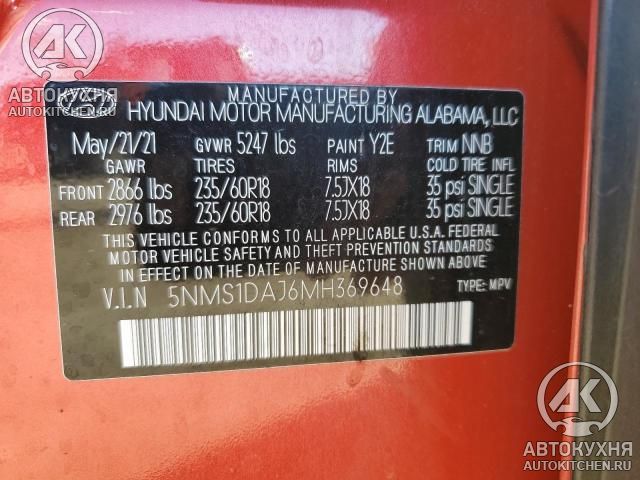 АК
АВТОКУХНЯ
AUTOKITCHEN.RU
MANUFACTURED BY
HYUNDAI MOTOR MANUFACTURING ALABAMA, LLC
May/21/21 GVWR 5247 lbs PAINT Y2E TRIM NNB
GAWR TIRES RIMS COLD TIRE INFL
FRONT 2866 lbs 235/60R18 7.5JX18 35 psi SINGLE
REAR 2976 lbs 235/60R18 7.5JX18 35 psi SINGLE
THIS VEHICLE CONFORMS TO ALL APPLICABLE U.S.A. FEDERAL
MOTOR VEHICLE SAFETY AND THEFT PREVENTION STANDARDS
IN EFFECT ON THE DATE OF MANUFACTURE SHOWN ABOVE.
V.I.N 5NMS1DAJ6MH369648 TYPE: MPV
АК
АВТОКУХНЯ
AUTOKITCHEN.RU